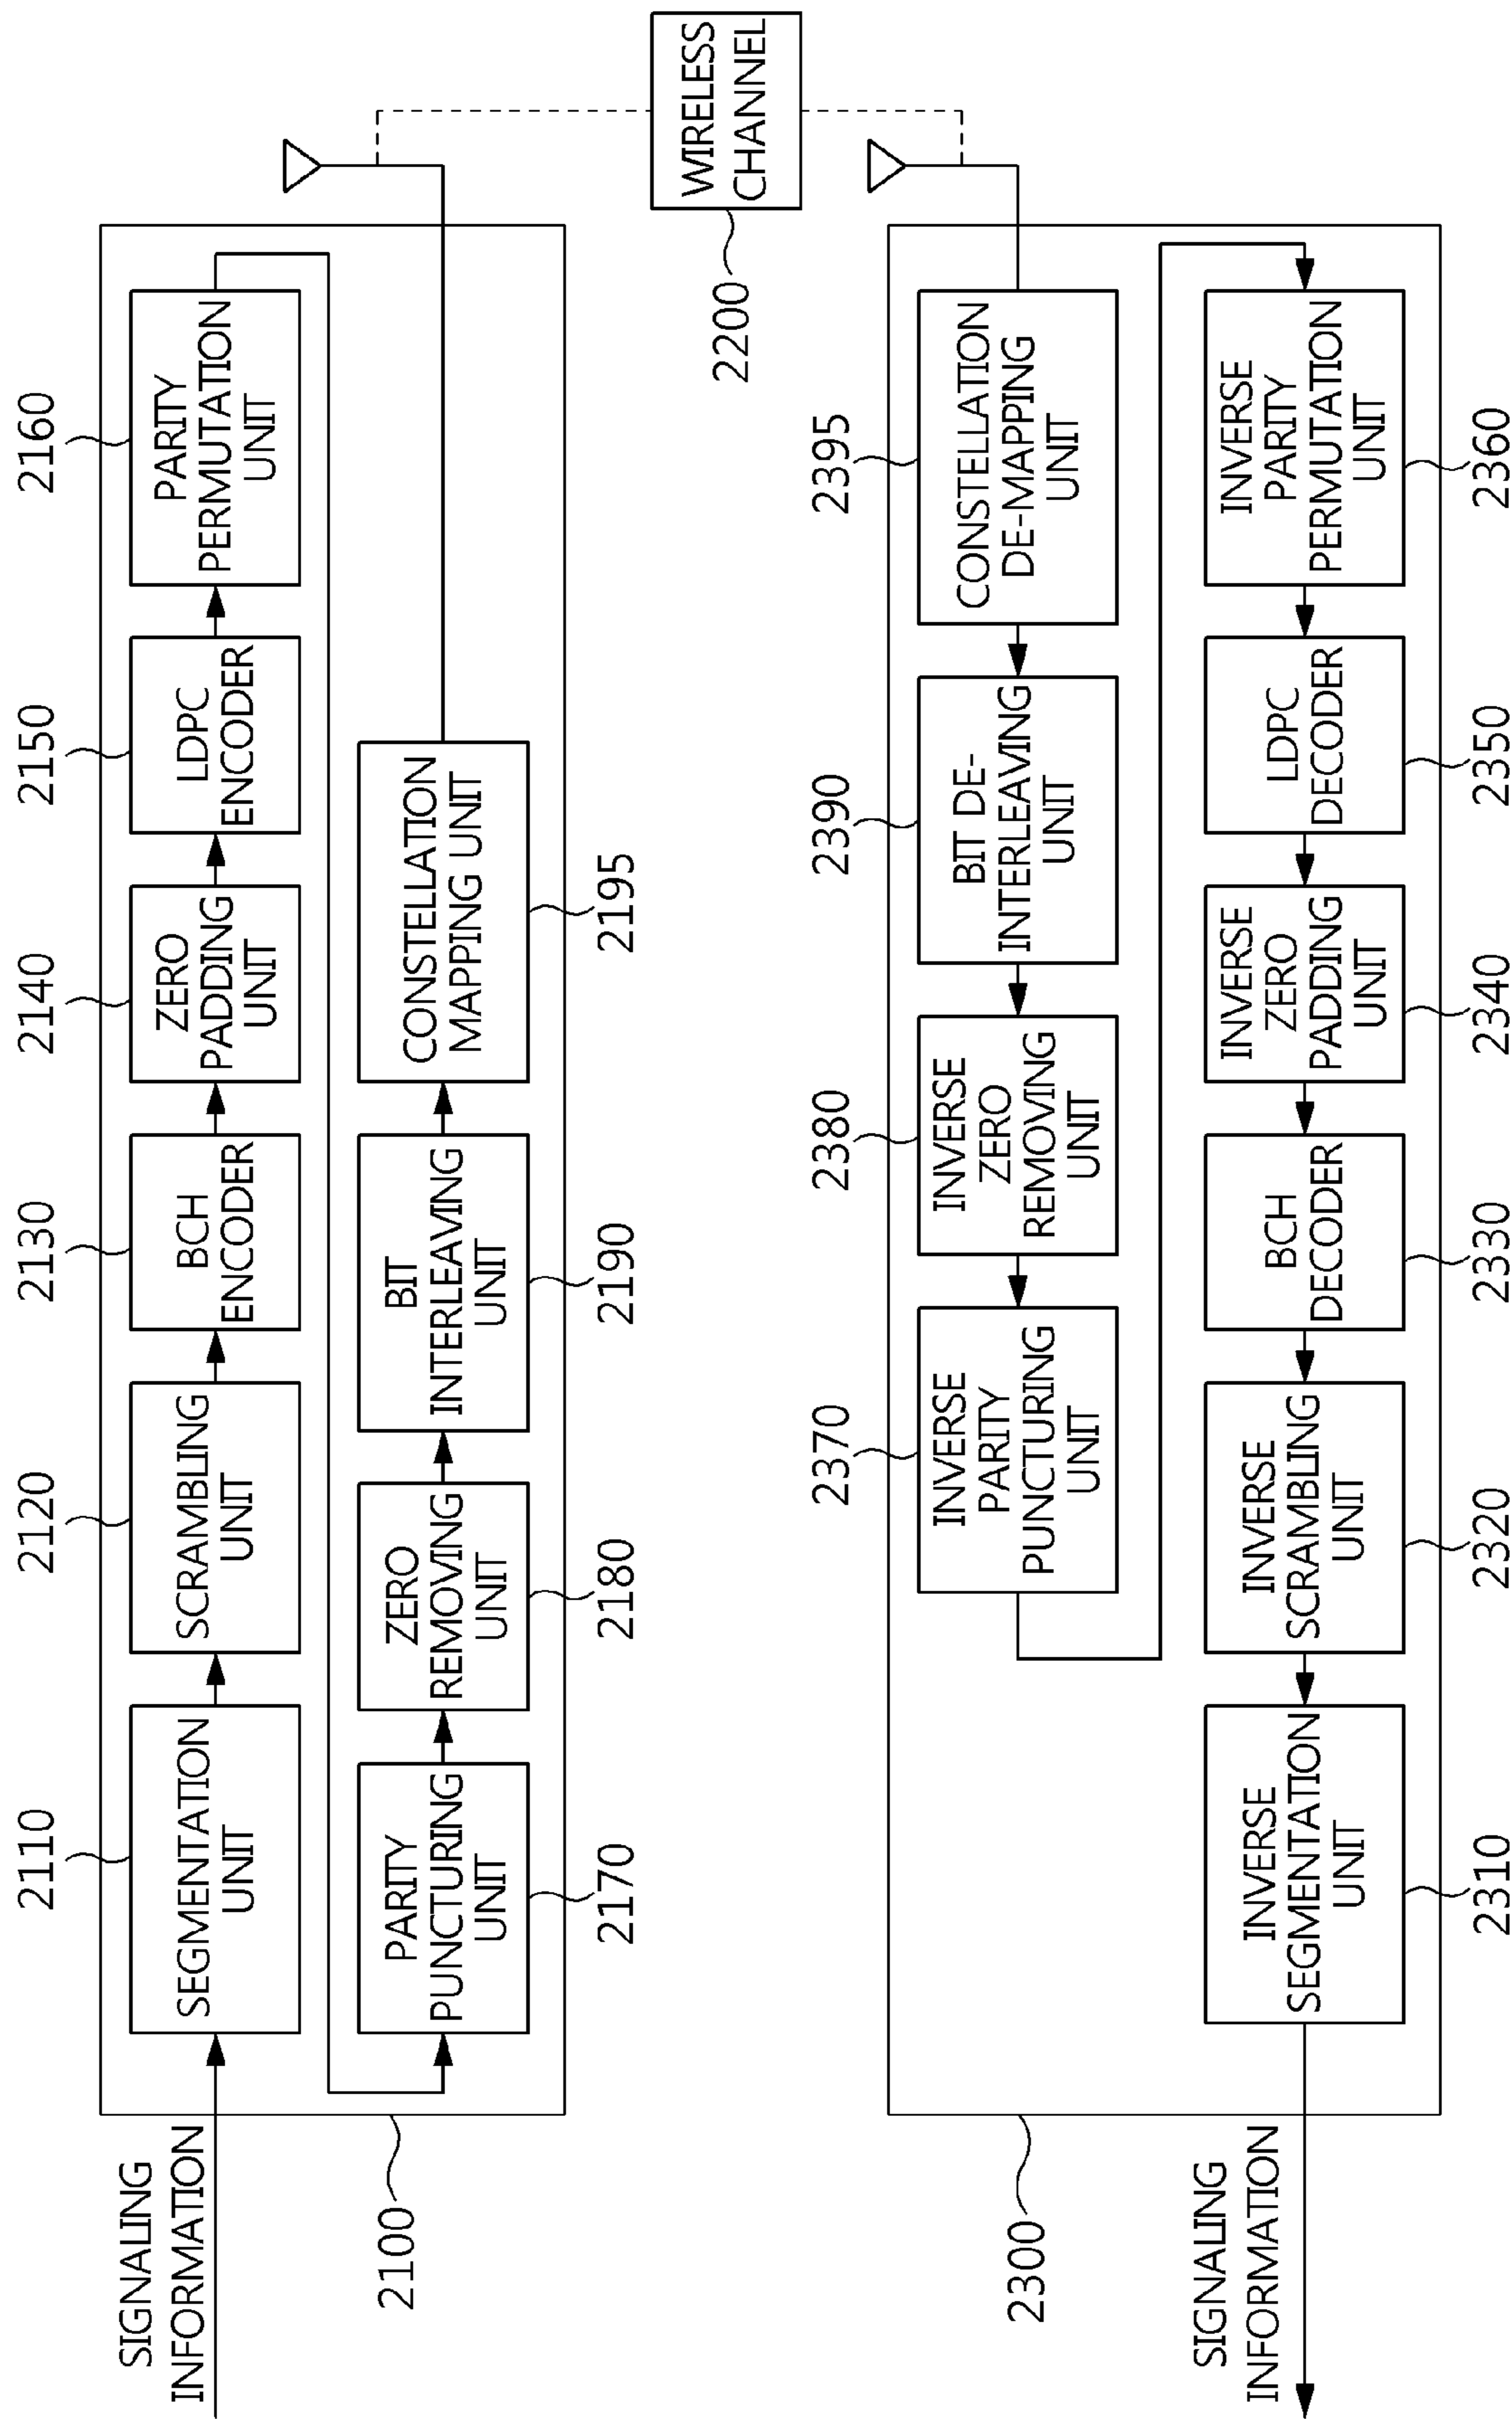 2110
2120
2130
2140
2150
2160
SIGNALING
INFORMATION
SEGMENTATION
UNIT
SCRAMBLING
UNIT
BCH
ENCODER
ZERO
PADDING
UNIT
LDPC
ENCODER
PARITY
PERMUTATION
UNIT
PARITY
PUNCTURING
UNIT
ZERO
REMOVING
UNIT
BIT
INTERLEAVING
UNIT
CONSTELLATION
MAPPING UNIT
2100
2170
2180
2190
2195
WIRELESS
CHANNEL
2200
2370
2380
2390
2395
INVERSE
PARITY
PUNCTURING
UNIT
INVERSE
ZERO
REMOVING
UNIT
BIT DE-
INTERLEAVING
UNIT
CONSTELLATION
DE-MAPPING
UNIT
2300
SIGNALING
INFORMATION
INVERSE
SEGMENTATION
UNIT
INVERSE
SCRAMBLING
UNIT
BCH
DECODER
INVERSE
ZERO
PADDING
UNIT
LDPC
DECODER
INVERSE
PARITY
PERMUTATION
UNIT
2310
2320
2330
2340
2350
2360